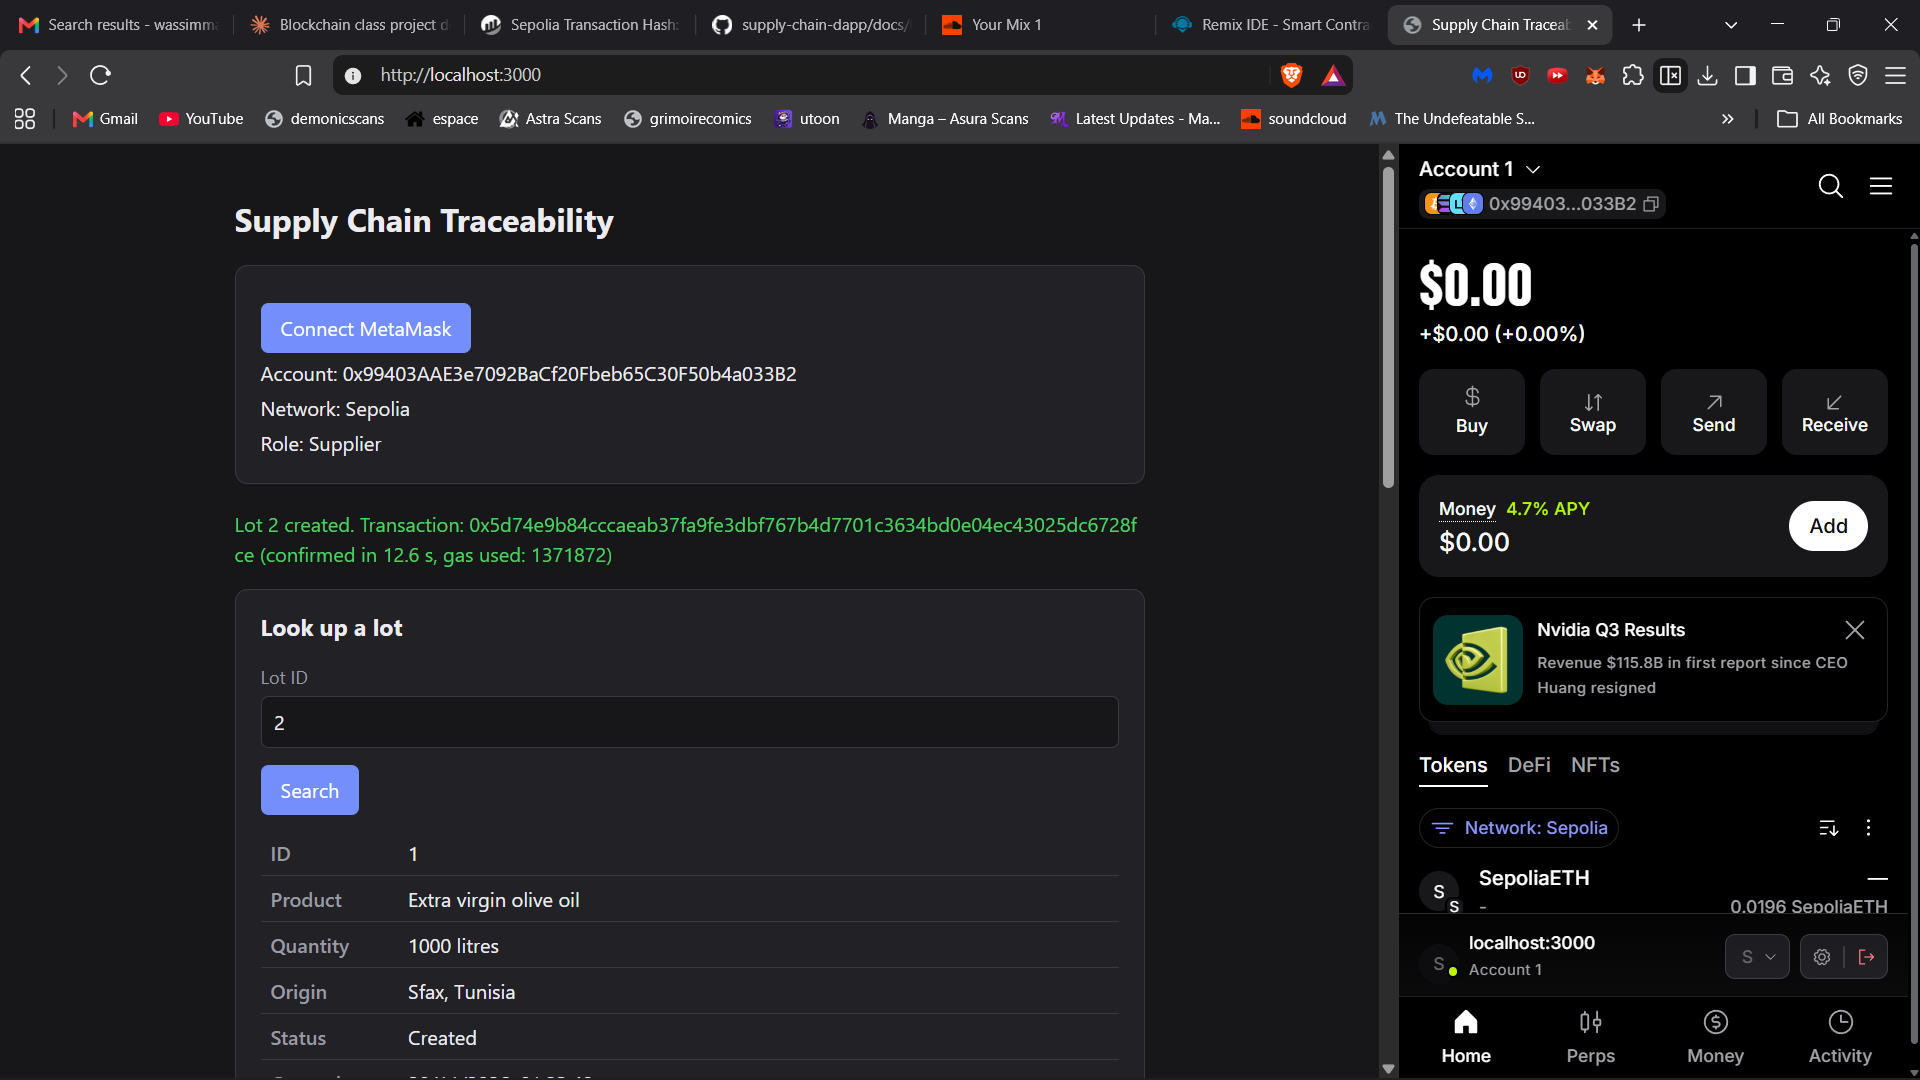 Search results - wassimma
Blockchain class project d
Sepolia Transaction Hash:
supply-chain-dapp/docs/
Your Mix 1
Remix IDE - Smart Contra
Supply Chain Traceab
http://localhost:3000
Gmail
YouTube
demonicscans
espace
Astra Scans
grimoirecomics
utoon
Manga – Asura Scans
Latest Updates - Ma...
soundcloud
The Undefeatable S...
All Bookmarks
Supply Chain Traceability
Connect MetaMask
Account: 0x99403AAE3e7092BaCf20Fbeb65C30F50b4a033B2
Network: Sepolia
Role: Supplier
Lot 2 created. Transaction: 0x5d74e9b84cccaeab37fa9fe3dbf767b4d7701c3634bd0e04ec43025dc6728f
ce (confirmed in 12.6 s, gas used: 1371872)
Look up a lot
Lot ID
2
Search
ID 1
Product Extra virgin olive oil
Quantity 1000 litres
Origin Sfax, Tunisia
Status Created
Account 1
0x99403...033B2
$0.00
+$0.00 (+0.00%)
Buy
Swap
Send
Receive
Money 4.7% APY
$0.00
Add
Nvidia Q3 Results
Revenue $115.8B in first report since CEO
Huang resigned
Tokens DeFi NFTs
Network: Sepolia
S
S
SepoliaETH —
- 0.0196 SepoliaETH
S
localhost:3000
Account 1
S
Home
Perps
Money
Activity